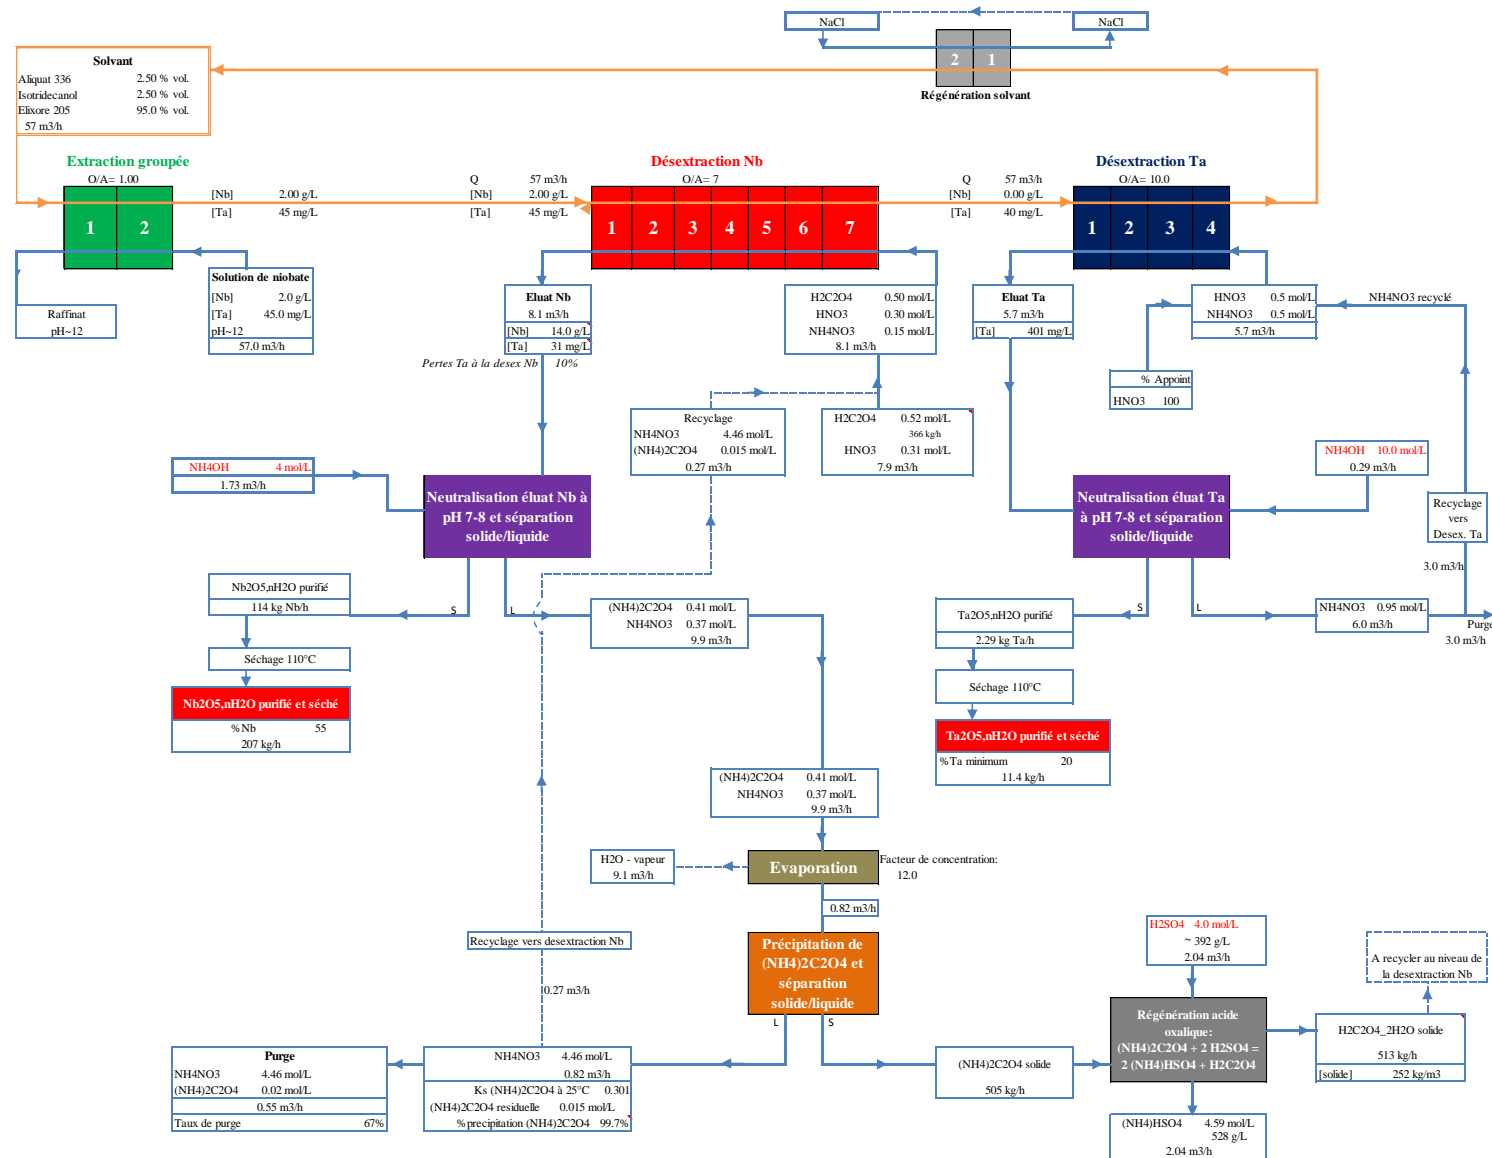 NaCl
NaCl
2 1
Régénération solvant
Solvant
Aliquat 336 2.50 % vol.
Isotridecanol 2.50 % vol.
Elixore 205 95.0 % vol.
57 m3/h
Extraction groupée
O/A= 1.00
1 2
[Nb] 2.00 g/L
[Ta] 45 mg/L
Q 57 m3/h
[Nb] 2.00 g/L
[Ta] 45 mg/L
Désextraction Nb
O/A= 7
1 2 3 4 5 6 7
Q 57 m3/h
[Nb] 0.00 g/L
[Ta] 40 mg/L
Désextraction Ta
O/A= 10.0
1 2 3 4
Raffinat
pH~12
Solution de niobate
[Nb] 2.0 g/L
[Ta] 45.0 mg/L
pH~12
57.0 m3/h
Eluat Nb
8.1 m3/h
[Nb] 14.0 g/L
[Ta] 31 mg/L
Pertes Ta à la desex Nb 10%
H2C2O4 0.50 mol/L
HNO3 0.30 mol/L
NH4NO3 0.15 mol/L
8.1 m3/h
Eluat Ta
5.7 m3/h
[Ta] 401 mg/L
HNO3 0.5 mol/L
NH4NO3 0.5 mol/L
5.7 m3/h
NH4NO3 recyclé
% Appoint
HNO3 100
Recyclage
NH4NO3 4.46 mol/L
(NH4)2C2O4 0.015 mol/L
0.27 m3/h
H2C2O4 0.52 mol/L
366 kg/h
HNO3 0.31 mol/L
7.9 m3/h
NH4OH 4 mol/L
1.73 m3/h
Neutralisation éluat Nb à
pH 7-8 et séparation
solide/liquide
Neutralisation éluat Ta
à pH 7-8 et séparation
solide/liquide
NH4OH 10.0 mol/L
0.29 m3/h
Recyclage
vers
Desex. Ta
3.0 m3/h
S L
Nb2O5,nH2O purifié
114 kg Nb/h
Séchage 110°C
Nb2O5,nH2O purifié et séché
% Nb 55
207 kg/h
(NH4)2C2O4 0.41 mol/L
NH4NO3 0.37 mol/L
9.9 m3/h
S L
Ta2O5,nH2O purifié
2.29 kg Ta/h
Séchage 110°C
Ta2O5,nH2O purifié et séché
% Ta minimum 20
11.4 kg/h
NH4NO3 0.95 mol/L
6.0 m3/h
Purge
3.0 m3/h
(NH4)2C2O4 0.41 mol/L
NH4NO3 0.37 mol/L
9.9 m3/h
H2O - vapeur
9.1 m3/h
Evaporation
Facteur de concentration:
12.0
0.82 m3/h
Recyclage vers desextraction Nb
0.27 m3/h
Précipitation de
(NH4)2C2O4 et
séparation
solide/liquide
L S
H2SO4 4.0 mol/L
~ 392 g/L
2.04 m3/h
A recycler au niveau de
la desextraction Nb
Régénération acide
oxalique:
(NH4)2C2O4 + 2 H2SO4 =
2 (NH4)HSO4 + H2C2O4
H2C2O4_2H2O solide
513 kg/h
[solide] 252 kg/m3
Purge
NH4NO3 4.46 mol/L
(NH4)2C2O4 0.02 mol/L
0.55 m3/h
Taux de purge 67%
NH4NO3 4.46 mol/L
0.82 m3/h
Ks (NH4)2C2O4 à 25°C 0.301
(NH4)2C2O4 residuelle 0.015 mol/L
% precipitation (NH4)2C2O4 99.7%
(NH4)2C2O4 solide
505 kg/h
(NH4)HSO4 4.59 mol/L
528 g/L
2.04 m3/h